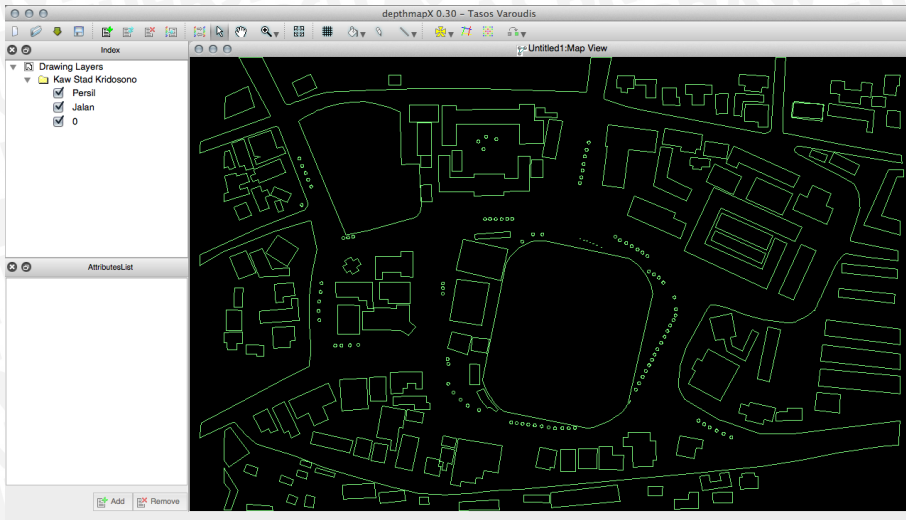 depthmapX 0.30 - Tasos Varoudis
Index
Untitled1:Map View
Drawing Layers
Kaw Stad Kridosono
Persil
Jalan
0
AttributesList
Add
Remove